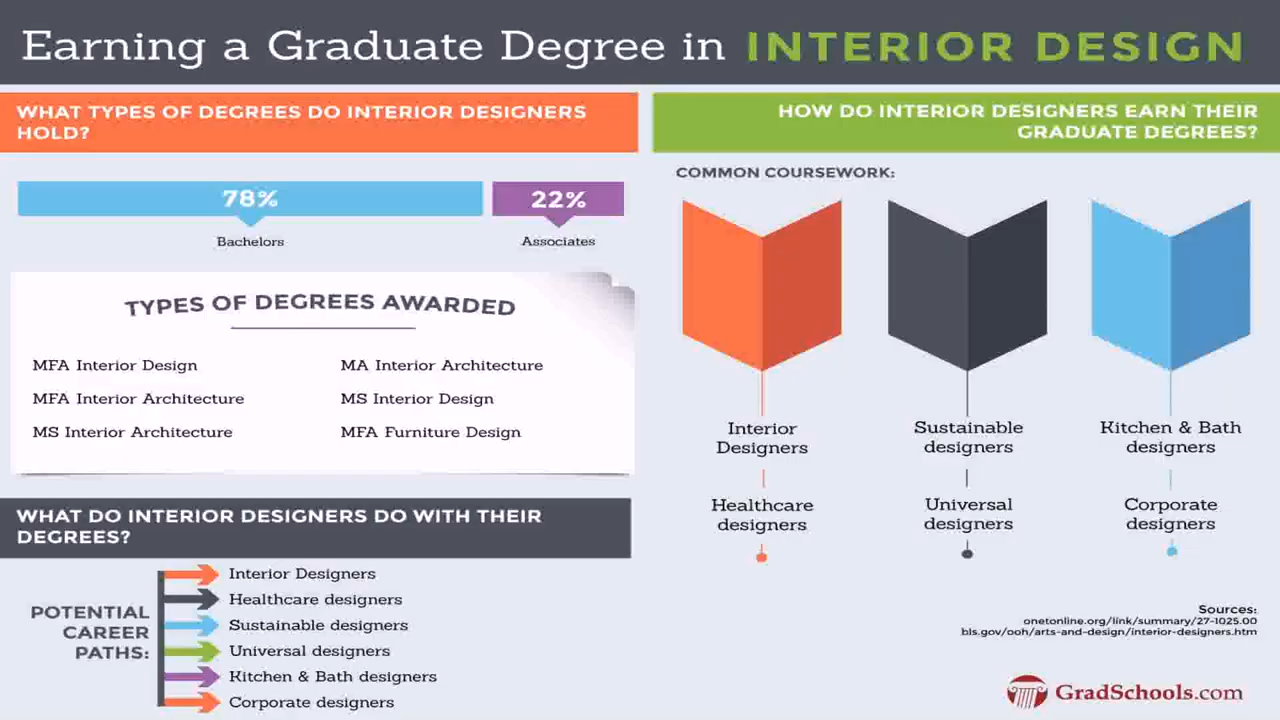 Earning a Graduate Degree in INTERIOR DESIGN
WHAT TYPES OF DEGREES DO INTERIOR DESIGNERS
HOLD?
78%
22%
Bachelors
Associates
TYPES OF DEGREES AWARDED
MFA Interior Design
MFA Interior Architecture
MS Interior Architecture
MA Interior Architecture
MS Interior Design
MFA Furniture Design
WHAT DO INTERIOR DESIGNERS DO WITH THEIR
DEGREES?
POTENTIAL
CAREER
PATHS:
Interior Designers
Healthcare designers
Sustainable designers
Universal designers
Kitchen & Bath designers
Corporate designers
HOW DO INTERIOR DESIGNERS EARN THEIR
GRADUATE DEGREES?
COMMON COURSEWORK:
Interior
Designers
Healthcare
designers
Sustainable
designers
Universal
designers
Kitchen & Bath
designers
Corporate
designers
Sources:
onetonline.org/link/summary/27-1025.00
bls.gov/ooh/arts-and-design/interior-designers.htm
GradSchools.com